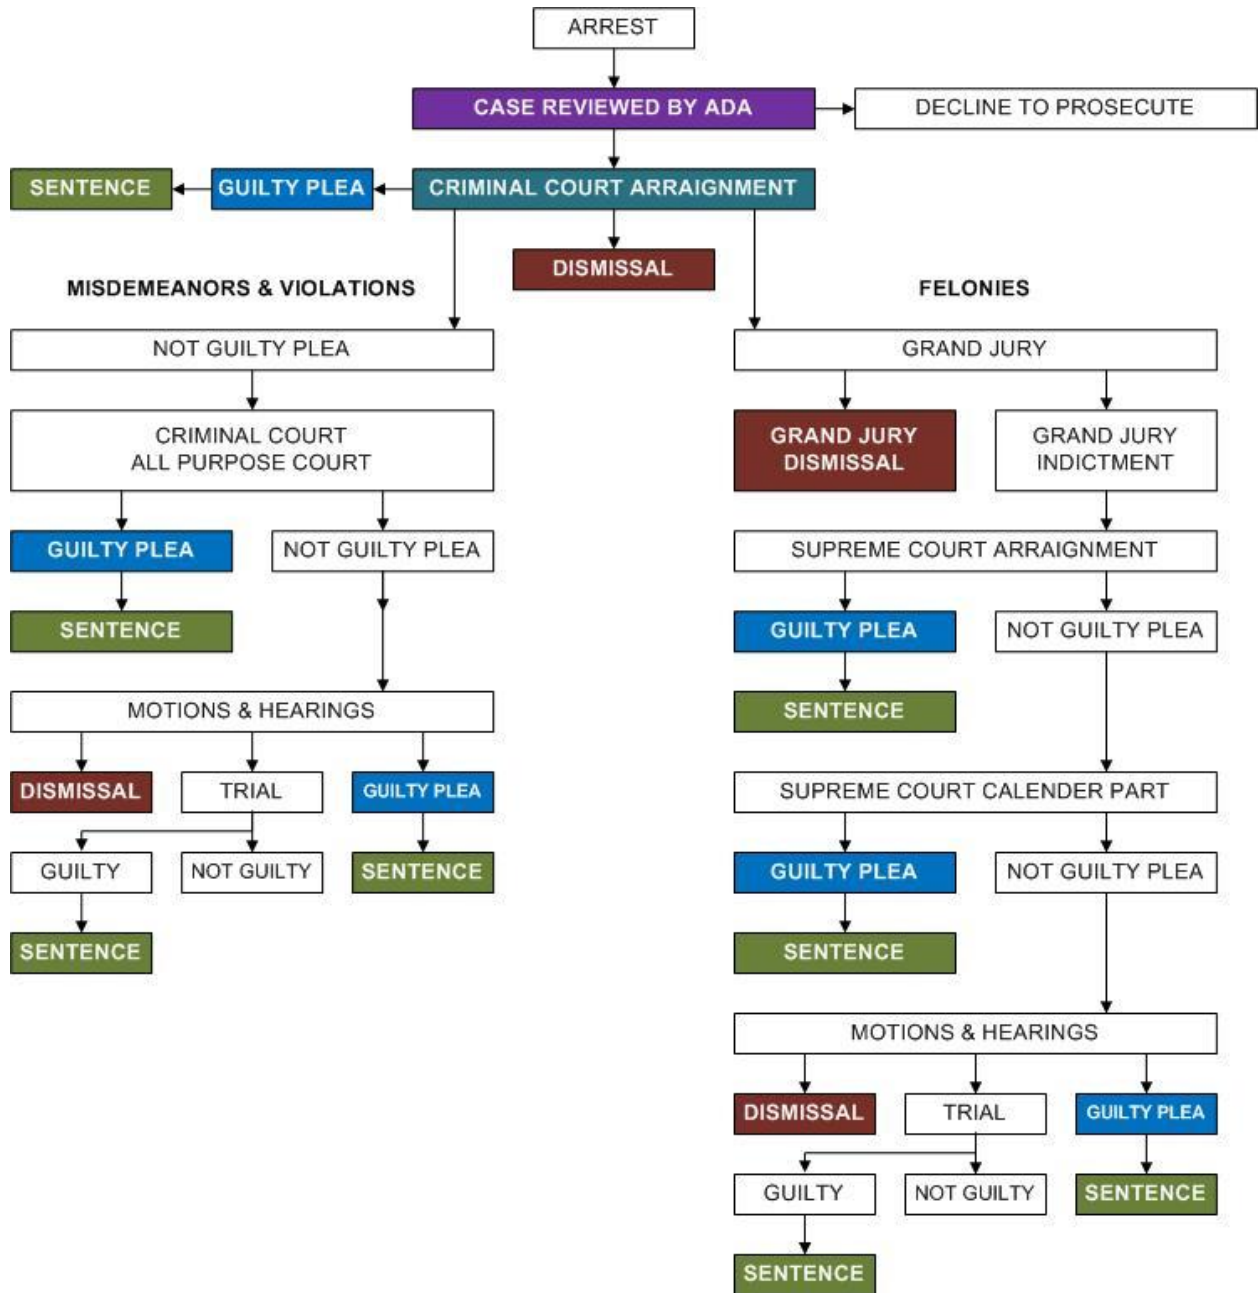 ARREST
CASE REVIEWED BY ADA
DECLINE TO PROSECUTE
SENTENCE
GUILTY PLEA
CRIMINAL COURT ARRAIGNMENT
DISMISSAL
MISDEMEANORS & VIOLATIONS
FELONIES
NOT GUILTY PLEA
GRAND JURY
CRIMINAL COURT
ALL PURPOSE COURT
GRAND JURY
DISMISSAL
GRAND JURY
INDICTMENT
GUILTY PLEA
NOT GUILTY PLEA
SUPREME COURT ARRAIGNMENT
SENTENCE
GUILTY PLEA
NOT GUILTY PLEA
MOTIONS & HEARINGS
SENTENCE
DISMISSAL
TRIAL
GUILTY PLEA
SUPREME COURT CALENDER PART
GUILTY
NOT GUILTY
SENTENCE
GUILTY PLEA
NOT GUILTY PLEA
SENTENCE
SENTENCE
MOTIONS & HEARINGS
DISMISSAL
TRIAL
GUILTY PLEA
GUILTY
NOT GUILTY
SENTENCE
SENTENCE